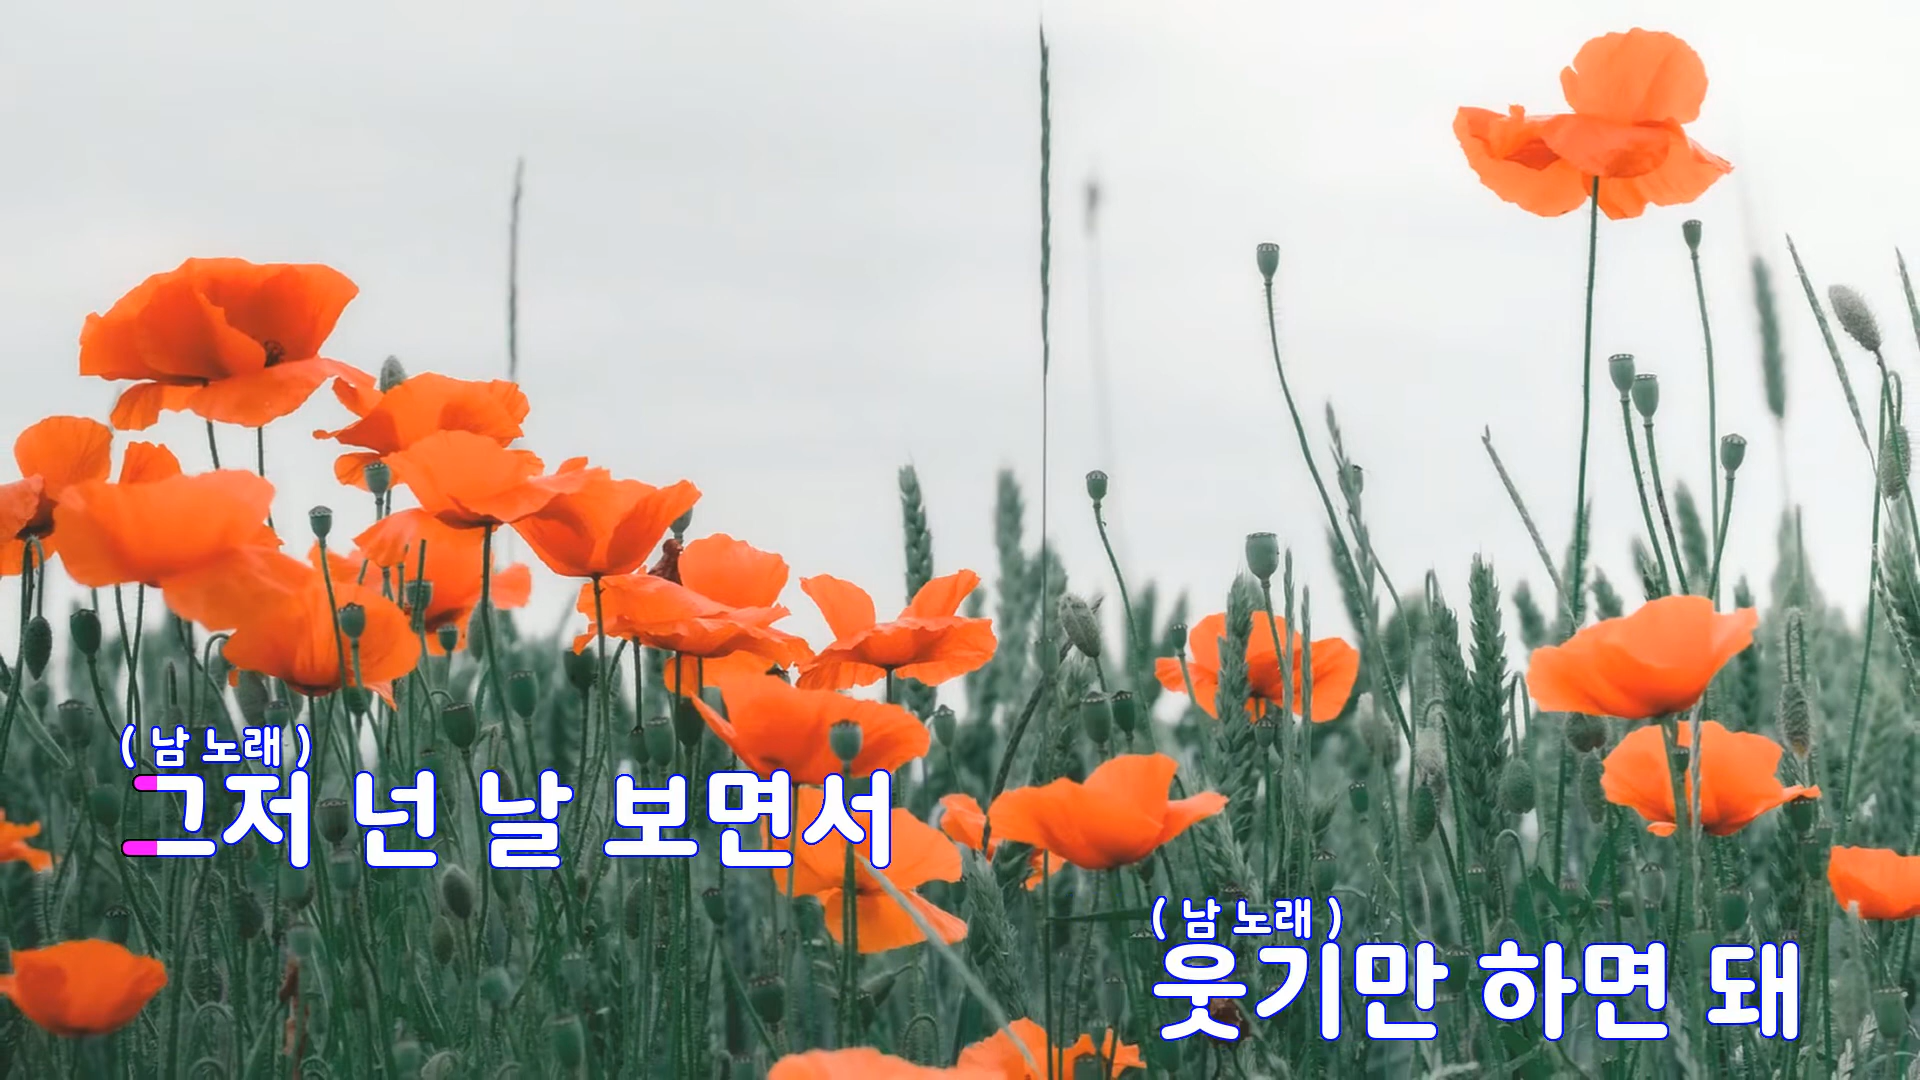 ( 남 노래 )
그저 넌 날 보면서
( 남 노래 )
웃기만 하면 돼